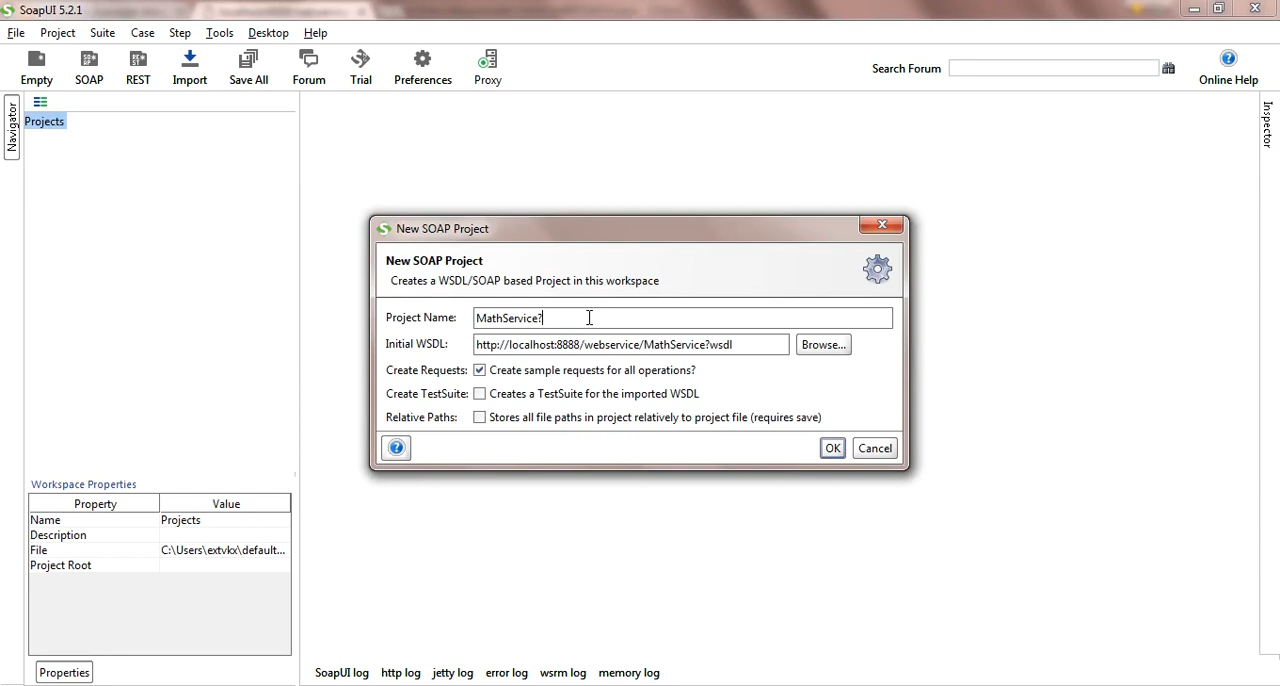 SoapUI 5.2.1
File Project Suite Case Step Tools Desktop Help
Empty SOAP REST Import Save All Forum Trial Preferences Proxy Search Forum Online Help
Navigator
Projects
Inspector
New SOAP Project
New SOAP Project
Creates a WSDL/SOAP based Project in this workspace
Project Name: MathService?
Initial WSDL: http://localhost:8888/webservice/MathService?wsdl Browse...
Create Requests: Create sample requests for all operations?
Create TestSuite: Creates a TestSuite for the imported WSDL
Relative Paths: Stores all file paths in project relatively to project file (requires save)
OK Cancel
Workspace Properties
Property Value
Name Projects
Description
File C:\Users\extvkx\default...
Project Root
Properties
SoapUI log http log jetty log error log wsrm log memory log